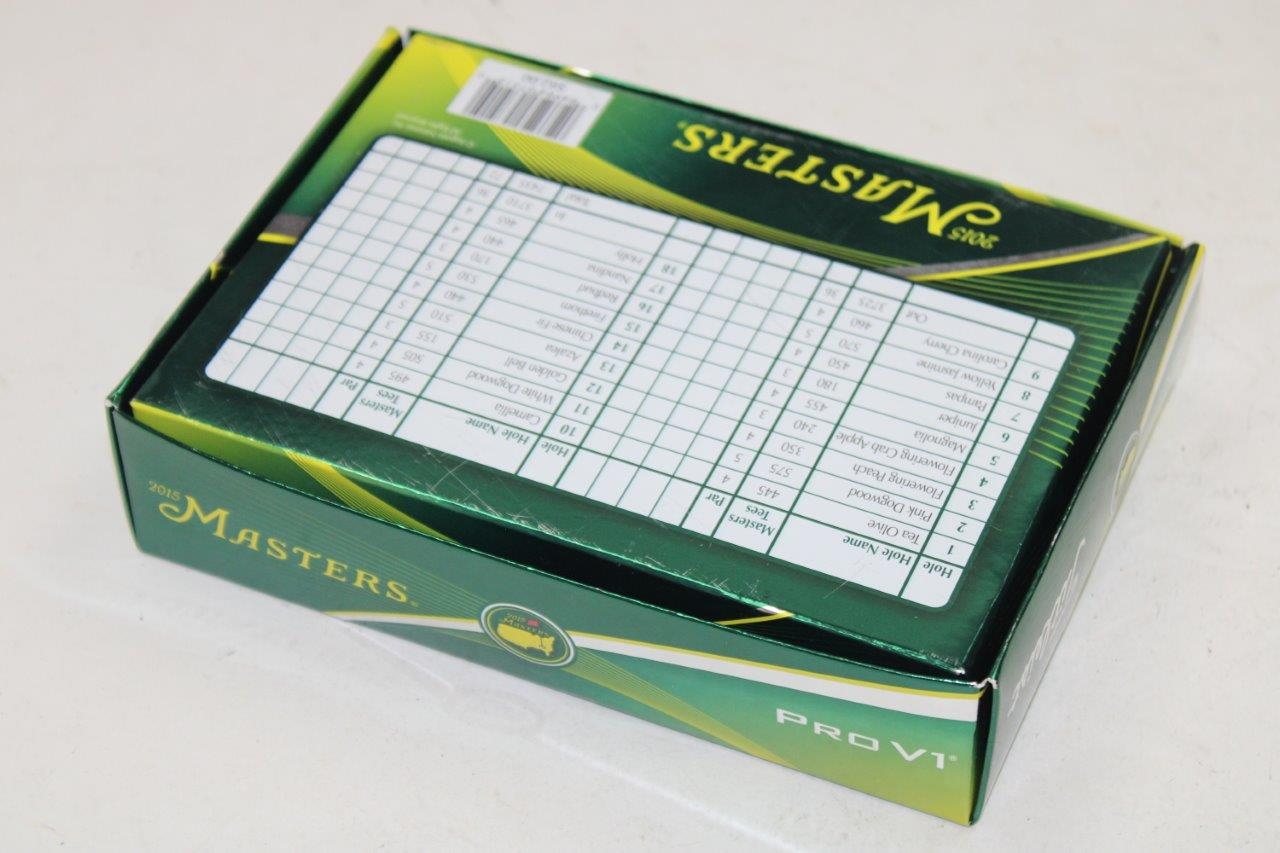 2015
MASTERS
Hole Hole Name Masters Tees Par
1 Tea Olive 445 4
2 Pink Dogwood 575 5
3 Flowering Peach 350 4
4 Flowering Crab Apple 240 3
5 Magnolia 455 4
6 Juniper 180 3
7 Pampas 450 4
8 Yellow Jasmine 570 5
9 Carolina Cherry 460 4
Out 3725 36
Hole Hole Name Masters Tees Par
10 Camellia 495 4
11 White Dogwood 505 4
12 Golden Bell 155 3
13 Azalea 510 5
14 Chinese Fir 440 4
15 Firethorn 530 5
16 Redbud 170 3
17 Nandina 440 4
18 Holly 465 4
In 3710 36
Total 7435 72
2015
MASTERS
2015
MASTERS
PRO V1®